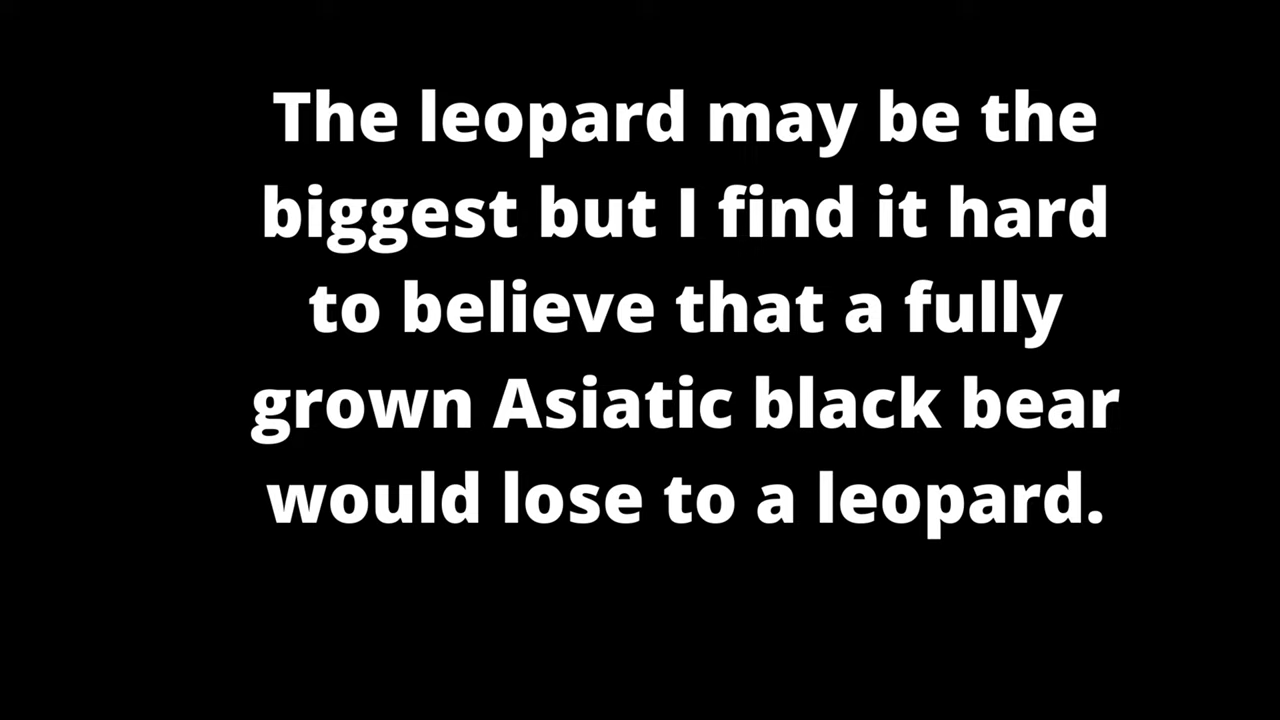 The leopard may be the
biggest but I find it hard
to believe that a fully
grown Asiatic black bear
would lose to a leopard.